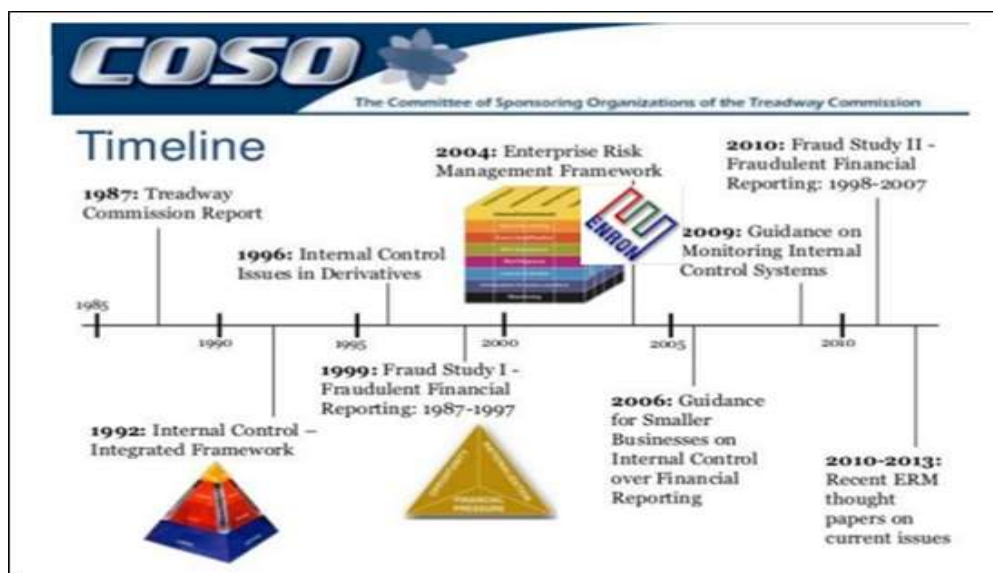 COSO
The Committee of Sponsoring Organizations of the Treadway Commission
Timeline
1987: Treadway
Commission Report
1996: Internal Control
Issues in Derivatives
2004: Enterprise Risk
Management Framework
ENRON
2010: Fraud Study II -
Fraudulent Financial
Reporting: 1998-2007
2009: Guidance on
Monitoring Internal
Control Systems
1985
1990
1995
2000
2005
2010
1992: Internal Control –
Integrated Framework
1999: Fraud Study I -
Fraudulent Financial
Reporting: 1987-1997
FINANCIAL
PRESSURE
2006: Guidance
for Smaller
Businesses on
Internal Control
over Financial
Reporting
2010-2013:
Recent ERM
thought
papers on
current issues